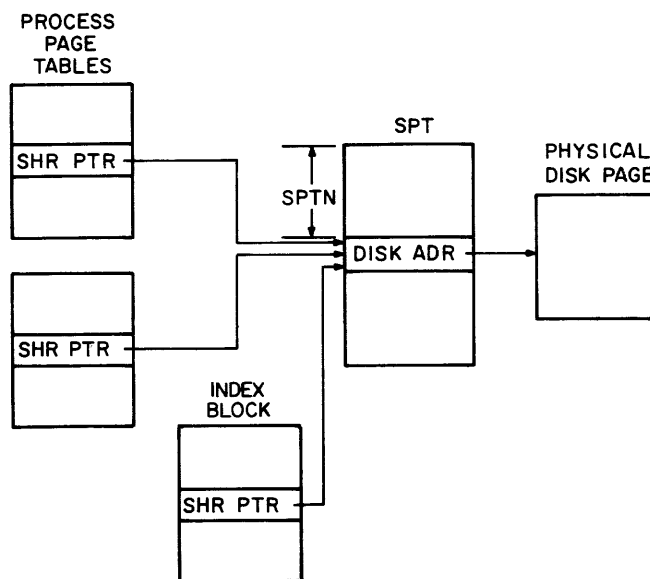 PROCESS
PAGE
TABLES
SHR PTR
SPT
SPTN
DISK ADR
PHYSICAL
DISK PAGE
SHR PTR
INDEX
BLOCK
SHR PTR